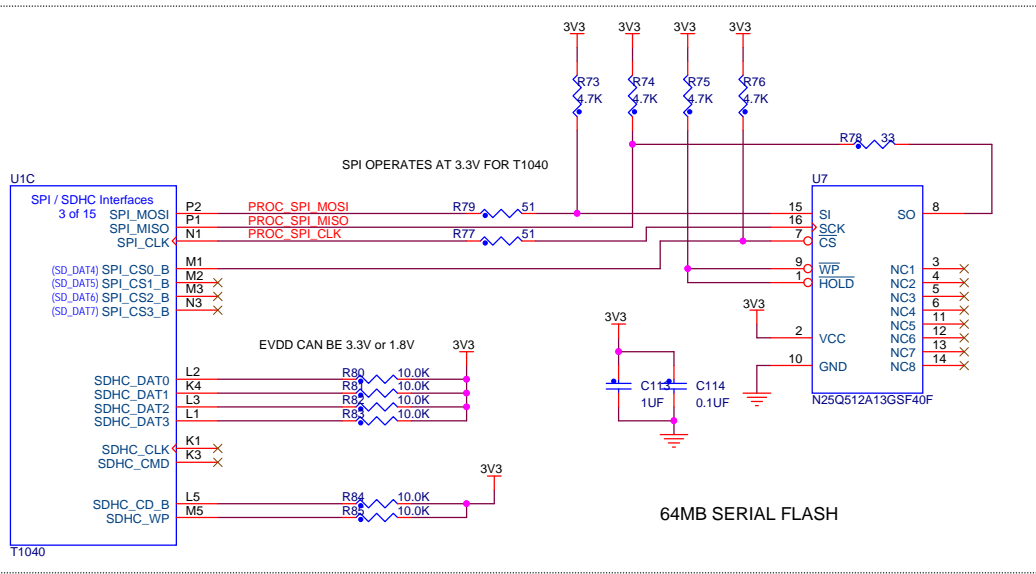 3V3 3V3 3V3 3V3
R73 R74 R75 R76
4.7K 4.7K 4.7K 4.7K
R78 33
SPI OPERATES AT 3.3V FOR T1040
U1C
U7
SPI / SDHC Interfaces
3 of 15
SPI_MOSI P2 PROC_SPI_MOSI R79 51 15 SI SO 8
SPI_MISO P1 PROC_SPI_MISO 16 SCK
SPI_CLK N1 PROC_SPI_CLK R77 51 7 CS
(SD_DAT4) SPI_CS0_B M1 9 WP NC1 3
(SD_DAT5) SPI_CS1_B M2 1 HOLD NC2 4
(SD_DAT6) SPI_CS2_B M3 NC3 5
(SD_DAT7) SPI_CS3_B N3 NC4 6
3V3 3V3 NC5 11
EVDD CAN BE 3.3V or 1.8V 3V3 2 VCC NC6 12
NC7 13
10 GND NC8 14
SDHC_DAT0 L2 R80 10.0K
SDHC_DAT1 K4 R81 10.0K C113 C114
SDHC_DAT2 L3 R82 10.0K 1UF 0.1UF N25Q512A13GSF40F
SDHC_DAT3 L1 R83 10.0K
SDHC_CLK K1
SDHC_CMD K3
3V3
SDHC_CD_B L5 R84 10.0K
SDHC_WP M5 R85 10.0K
64MB SERIAL FLASH
T1040